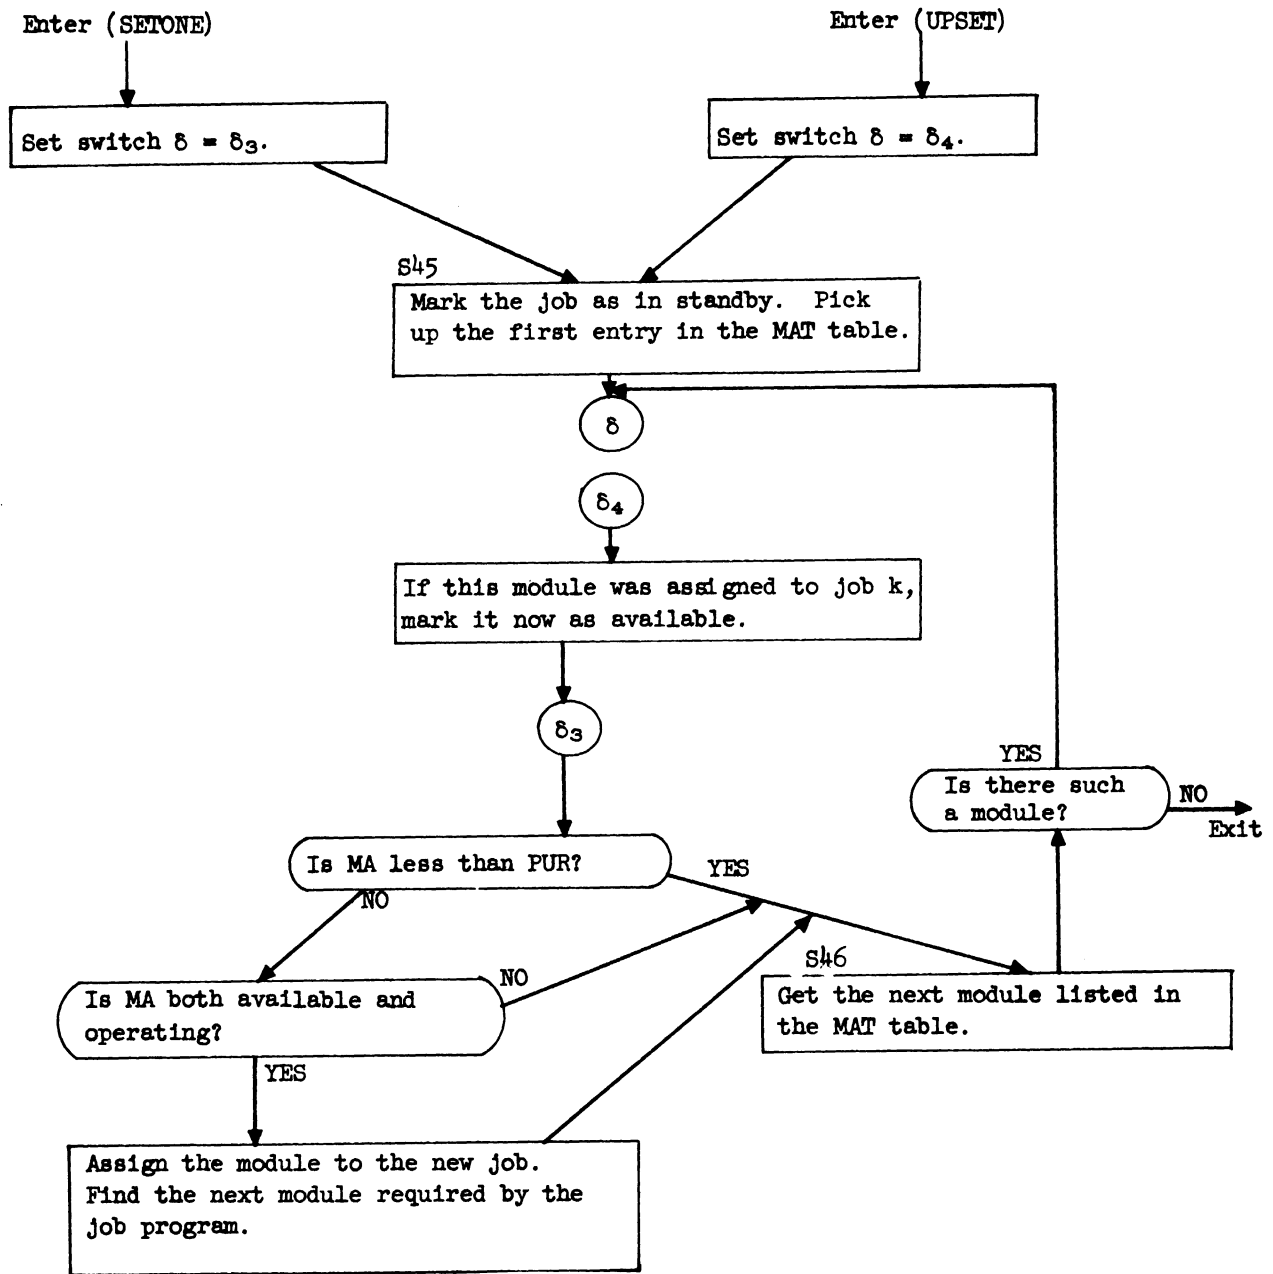 Enter (SETONE)
Enter (UPSET)
Set switch δ = δ₃.
Set switch δ = δ₄.
S45
Mark the job as in standby. Pick
up the first entry in the MAT table.
δ
δ₄
If this module was assigned to job k,
mark it now as available.
δ₃
YES
Is there such
a module?
NO
Exit
Is MA less than PUR?
YES
NO
S46
Get the next module listed in
the MAT table.
NO
Is MA both available and
operating?
YES
Assign the module to the new job.
Find the next module required by the
job program.